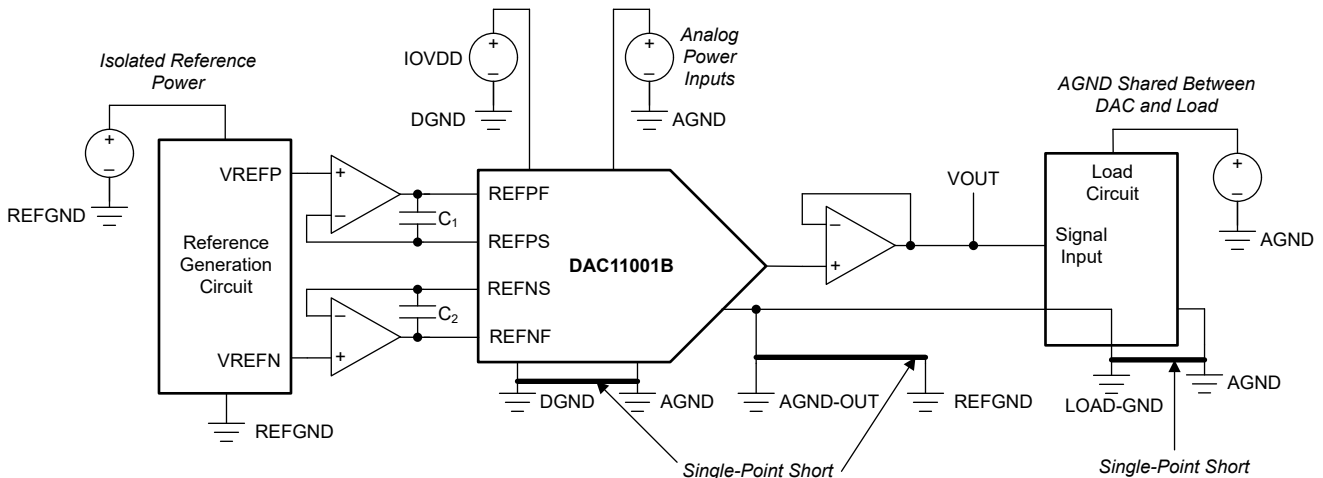 Isolated Reference
Power
+
−
REFGND
VREFP
Reference
Generation
Circuit
VREFN
REFGND
+
−
C1
−
+
C2
IOVDD
+
−
DGND
+
−
Analog
Power
Inputs
AGND
REFPF
REFPS
REFNS
REFNF
DAC11001B
DGND
AGND
−
+
VOUT
AGND-OUT
REFGND
Single-Point Short
AGND Shared Between
DAC and Load
Load
Circuit
Signal
Input
+
−
AGND
LOAD-GND
AGND
Single-Point Short